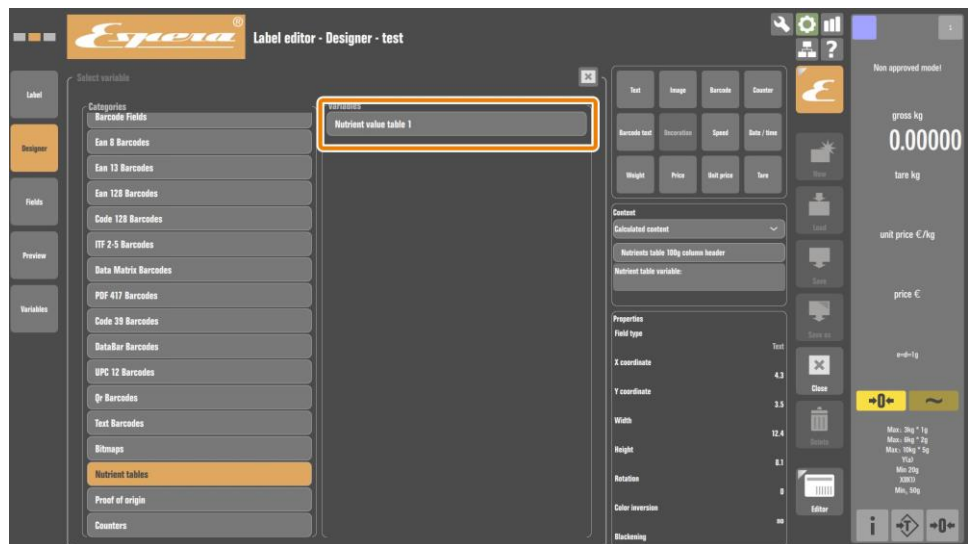 Espera ®
Label editor - Designer - test
?
1
Label
Designer
Fields
Preview
Variables
Select variable
Categories
Barcode Fields
Ean 8 Barcodes
Ean 13 Barcodes
Ean 128 Barcodes
Code 128 Barcodes
ITF 2-5 Barcodes
Data Matrix Barcodes
PDF 417 Barcodes
Code 39 Barcodes
DataBar Barcodes
UPC 12 Barcodes
Qr Barcodes
Text Barcodes
Bitmaps
Nutrient tables
Proof of origin
Counters
Variables
Nutrient value table 1
Text Image Barcode Counter
Barcode text Decoration Speed Date / time
Weight Price Unit price Tare
Content
Calculated content
Nutrients table 100g column header
Nutrient table variable:
Properties
Field type
Text
X coordinate
4.3
Y coordinate
3.5
Width
12.4
Height
8.1
Rotation
0
Color inversion
no
Blackening
E
View
Load
Save
Save as
Close
Delete
Editor
Non approved mode!
gross kg
0.00000
tare kg
unit price €/kg
price €
e=d=1g
→0←
~
Max: 3kg * 1g
Max: 6kg * 2g
Max: 10kg * 5g
Min 20g
Min, 50g
i
→T←
→0←